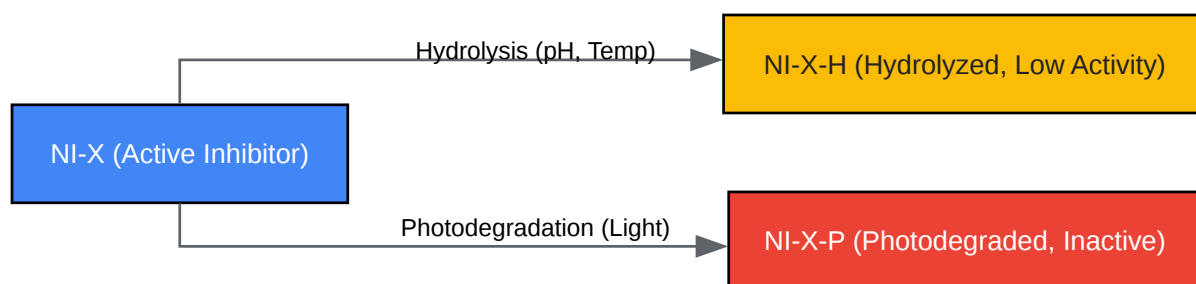 Hydrolysis (pH, Temp)
NI-X-H (Hydrolyzed, Low Activity)
NI-X (Active Inhibitor)
Photodegradation (Light)
NI-X-P (Photodegraded, Inactive)